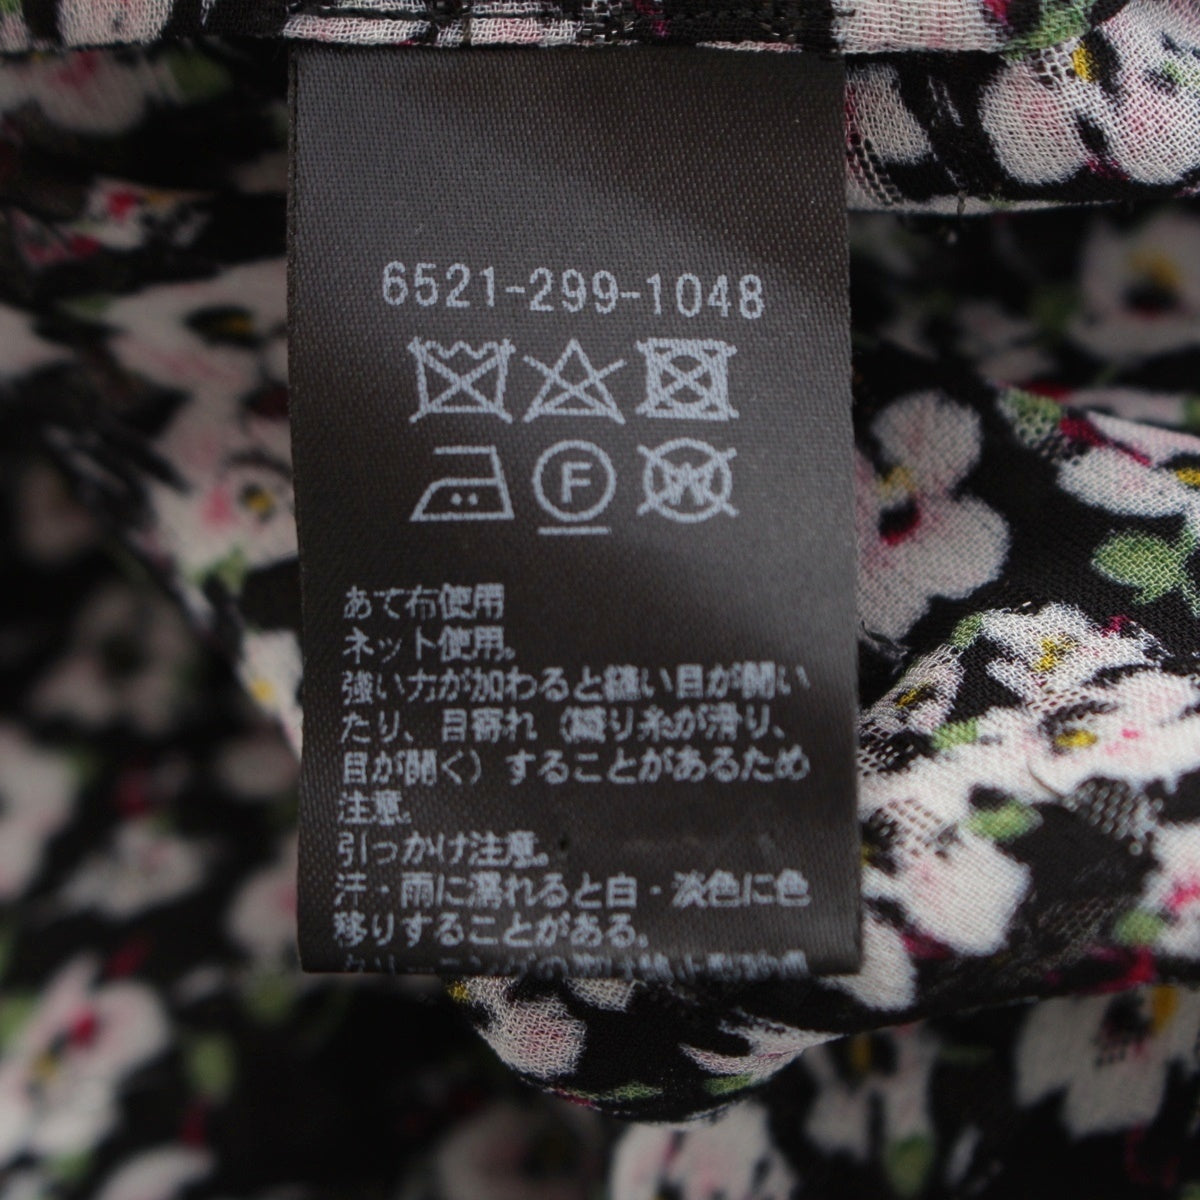 6521-299-1048
F
W
あて布使用
ネット使用。
強い力が加わると縫い目が開い
たり、目寄れ（織り糸が滑り、
目が開く）することがあるため
注意。
引っかけ注意。
汗・雨に濡れると白・淡色に色
移りすることがある。